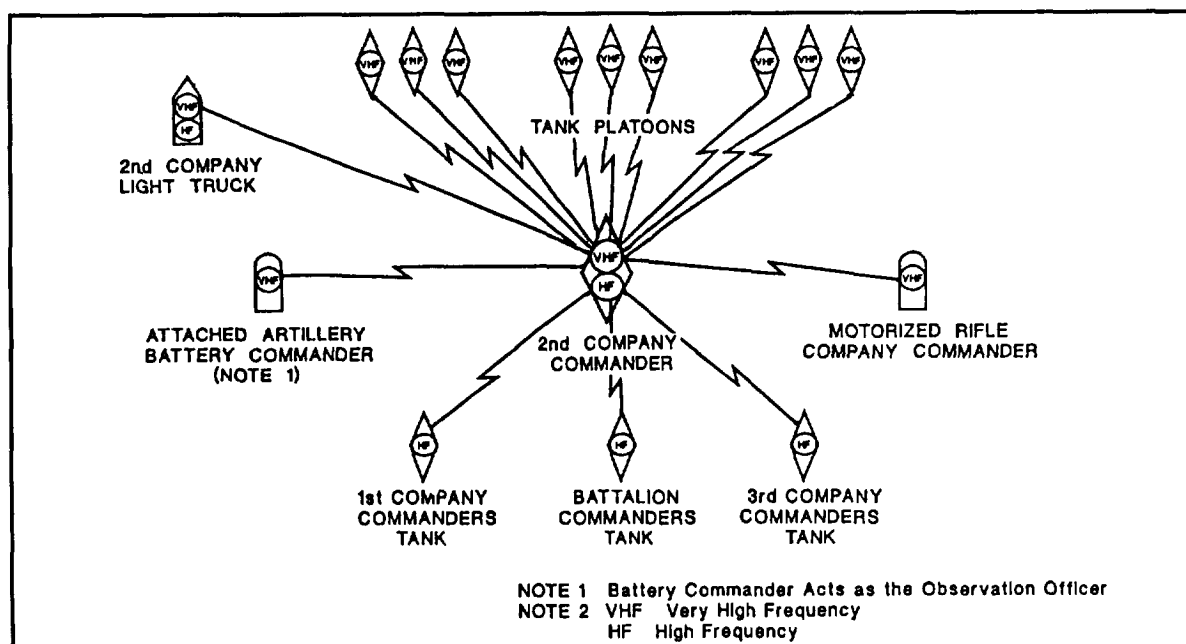 VHF VHF VHF VHF VHF VHF VHF VHF VHF
VHF
HF
TANK PLATOONS
2nd COMPANY
LIGHT TRUCK
VHF
HF
VHF
VHF
ATTACHED ARTILLERY
BATTERY COMMANDER
(NOTE 1)
2nd COMPANY
COMMANDER
MOTORIZED RIFLE
COMPANY COMMANDER
HF
HF
HF
1st COMPANY
COMMANDERS
TANK
BATTALION
COMMANDERS
TANK
3rd COMPANY
COMMANDERS
TANK
NOTE 1 Battery Commander Acts as the Observation Officer
NOTE 2 VHF Very High Frequency
HF High Frequency